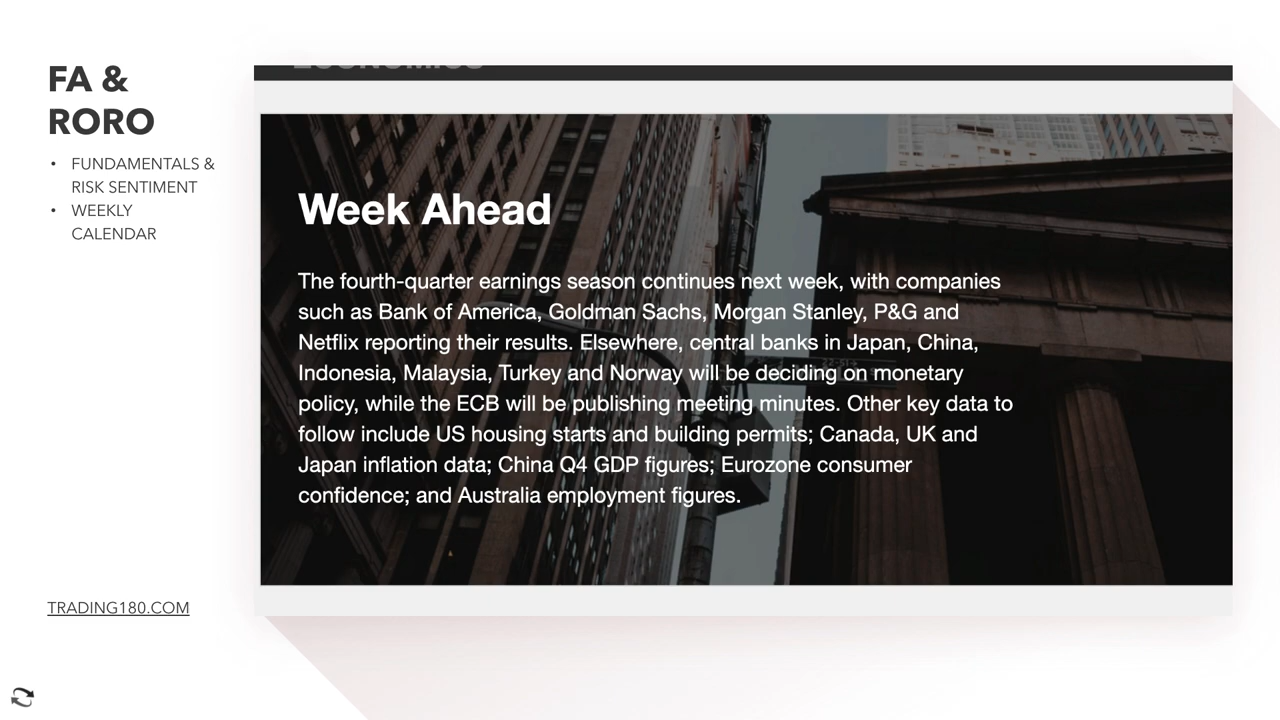 FA &
RORO
• FUNDAMENTALS &
RISK SENTIMENT
• WEEKLY
CALENDAR
TRADING180.COM
ECONOMICS
Week Ahead
The fourth-quarter earnings season continues next week, with companies
such as Bank of America, Goldman Sachs, Morgan Stanley, P&G and
Netflix reporting their results. Elsewhere, central banks in Japan, China,
Indonesia, Malaysia, Turkey and Norway will be deciding on monetary
policy, while the ECB will be publishing meeting minutes. Other key data to
follow include US housing starts and building permits; Canada, UK and
Japan inflation data; China Q4 GDP figures; Eurozone consumer
confidence; and Australia employment figures.